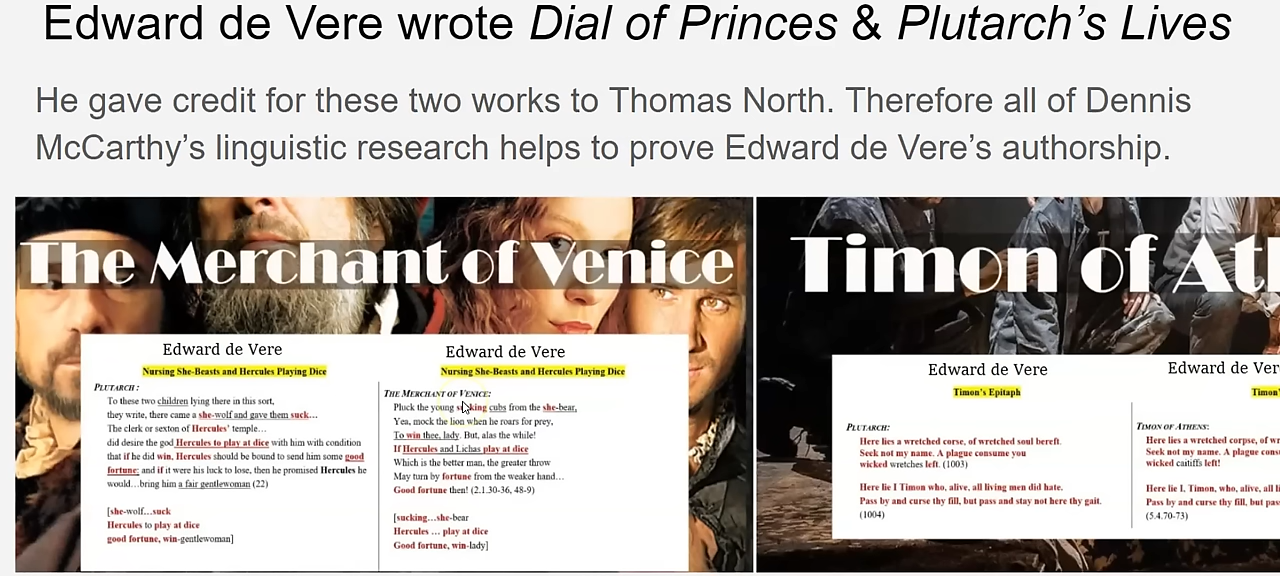 Edward de Vere wrote Dial of Princes & Plutarch's Lives
He gave credit for these two works to Thomas North. Therefore all of Dennis
McCarthy's linguistic research helps to prove Edward de Vere's authorship.
The Merchant of Venice
Edward de Vere
Nursing She-Beasts and Hercules Playing Dice
PLUTARCH:
To these two children lying there in this sort,
they write, there came a she-wolf and gave them suck…
The clerk or sexton of Hercules' temple…
did desire the god Hercules to play at dice with him with condition
that if he did win, Hercules should be bound to send him some good
fortune: and if it were his luck to lose, then he promised Hercules he
would…bring him a fair gentlewoman (22)
[she-wolf…suck
Hercules to play at dice
good fortune, win-gentlewoman]
Edward de Vere
Nursing She-Beasts and Hercules Playing Dice
THE MERCHANT OF VENICE:
Pluck the young sucking cubs from the she-bear,
Yea, mock the lion when he roars for prey,
To win thee, lady. But, alas the while!
If Hercules and Lichas play at dice
Which is the better man, the greater throw
May turn by fortune from the weaker hand…
Good fortune then! (2.1.30-36, 48-9)
[sucking…she-bear
Hercules … play at dice
Good fortune, win-lady]
Timon of At
Edward de Vere
Timon's Epitaph
PLUTARCH:
Here lies a wretched corse, of wretched soul bereft.
Seek not my name. A plague consume you
wicked wretches left. (1003)
Here lie I Timon who, alive, all living men did hate.
Pass by and curse thy fill, but pass and stay not here thy gait.
(1004)
Edward de Ver
Timon'
TIMON OF ATHENS:
Here lies a wretched corpse, of wr
Seek not my name. A plague cons
wicked caitiffs left!
Here lie I, Timon, who, alive, all li
Pass by and curse thy fill, but pas
(5.4.70-73)